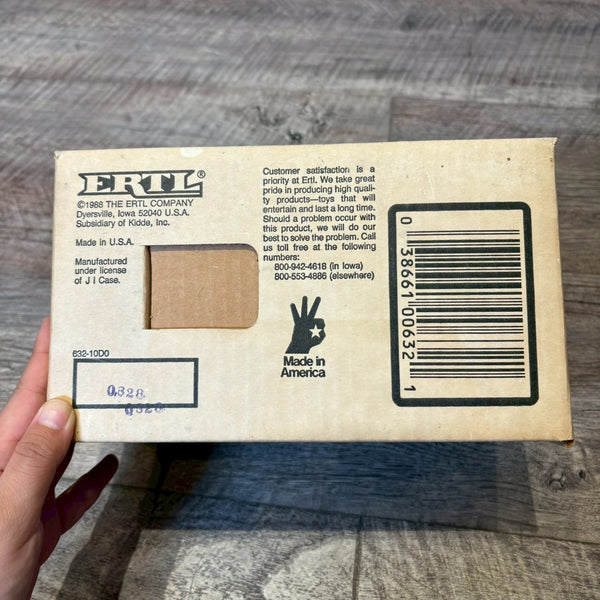 ERTL®
©1988 THE ERTL COMPANY
Dyersville, Iowa 52040 U.S.A.
Subsidiary of Kidde, Inc.
Made in U.S.A.
Manufactured
under license
of J I Case.
632-10D0
0328
0328
Customer satisfaction is a
priority at Ertl. We take great
pride in producing high quali-
ty products—toys that will
entertain and last a long time.
Should a problem occur with
this product, we will do our
best to solve the problem. Call
us toll free at the following
numbers:
800-942-4618 (in Iowa)
800-553-4886 (elsewhere)
Made in
America
0 38661 00632 1